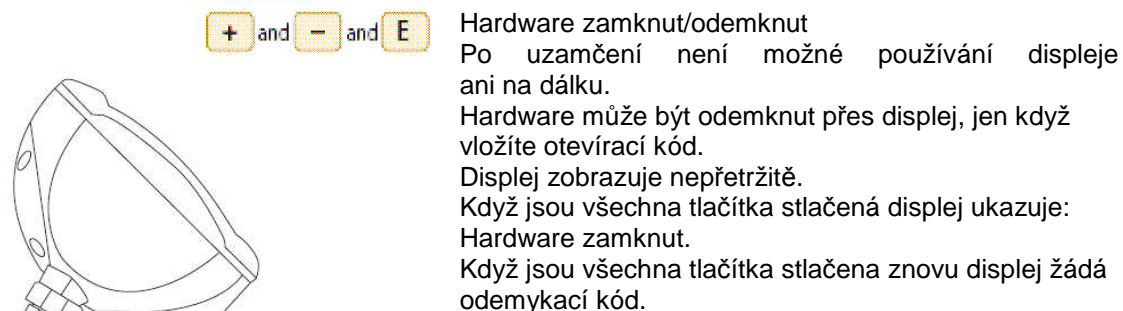 + and − and E
Hardware zamknut/odemknut
Po uzamčení není možné používání displeje
ani na dálku.
Hardware může být odemknut přes displej, jen když
vložíte otevírací kód.
Displej zobrazuje nepřetržitě.
Když jsou všechna tlačítka stlačená displej ukazuje:
Hardware zamknut.
Když jsou všechna tlačítka stlačena znovu displej žádá
odemykací kód.